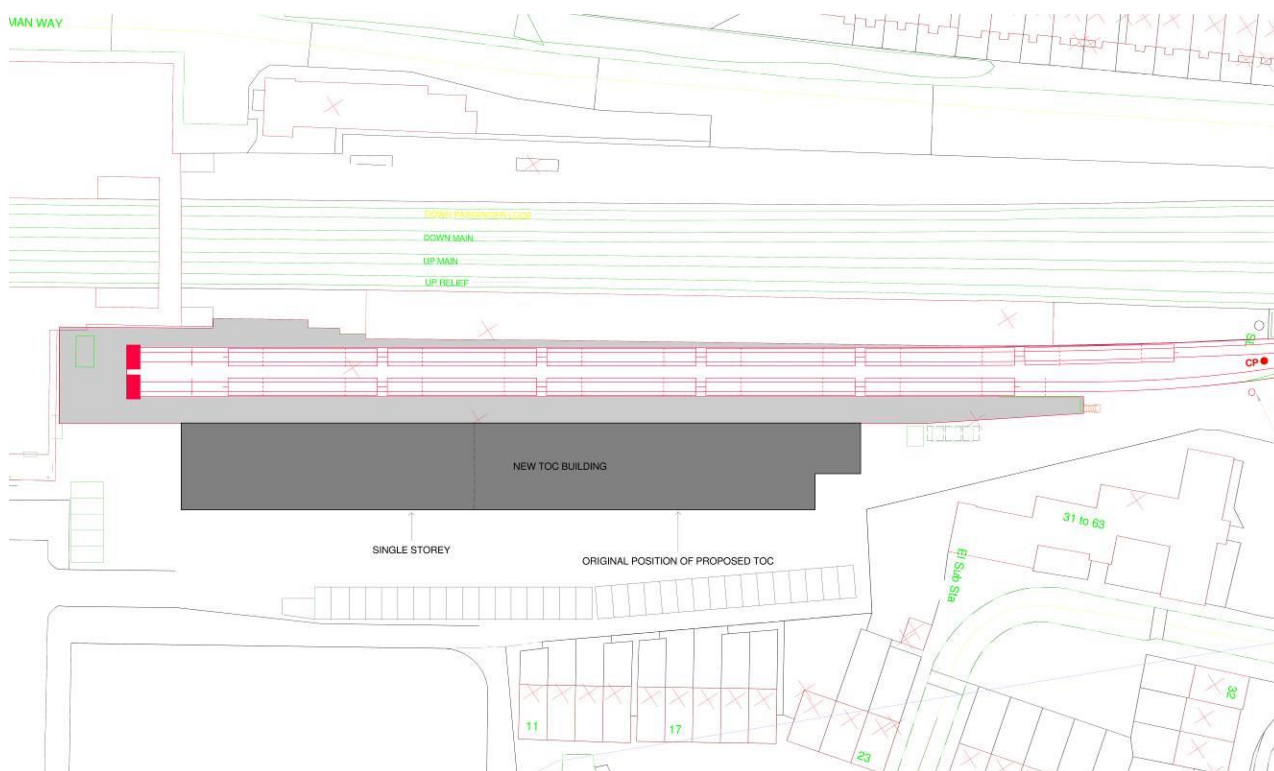 MAN WAY
DOWN PASSENGER LOOP
DOWN MAIN
UP MAIN
UP RELIEF
CP
NEW TOC BUILDING
SINGLE STOREY
ORIGINAL POSITION OF PROPOSED TOC
31 to 63
El Sub Sta
11
17
23
32